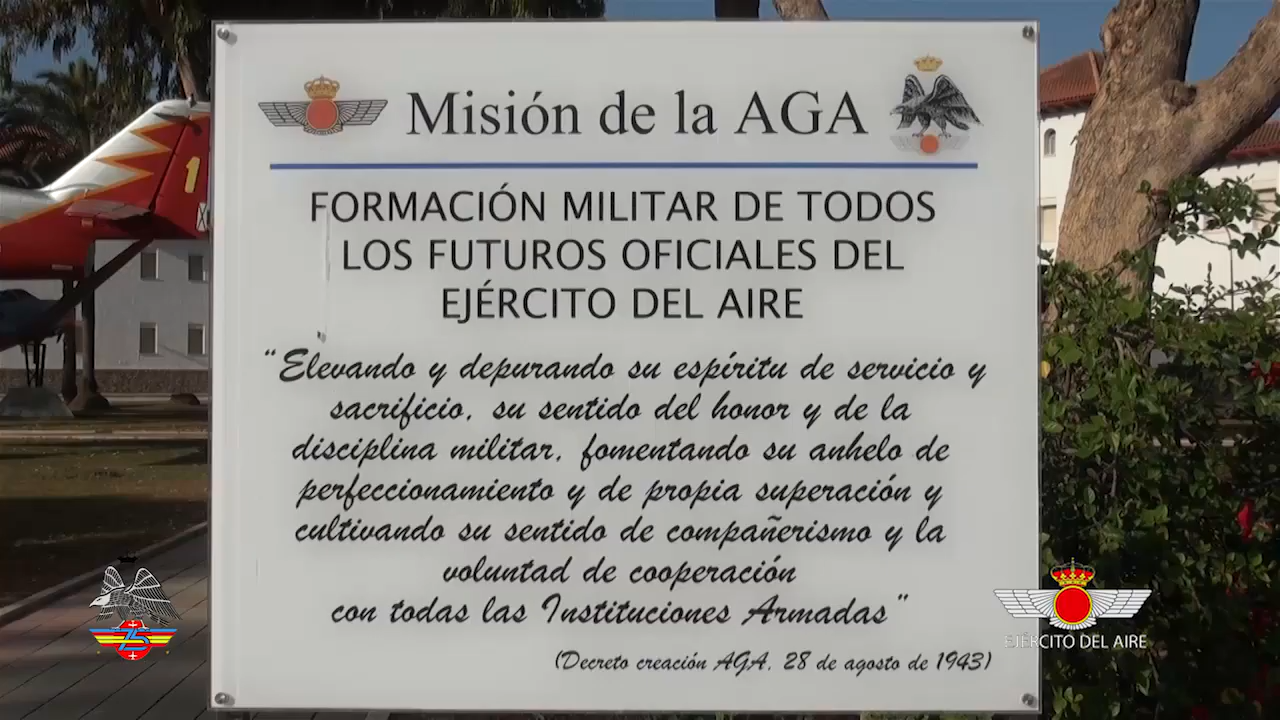 Misión de la AGA
FORMACIÓN MILITAR DE TODOS
LOS FUTUROS OFICIALES DEL
EJÉRCITO DEL AIRE
“Elevando y depurando su espíritu de servicio y
sacrificio, su sentido del honor y de la
disciplina militar, fomentando su anhelo de
perfeccionamiento y de propia superación y
cultivando su sentido de compañerismo y la
voluntad de cooperación
con todas las Instituciones Armadas”
(Decreto creación AGA, 28 de agosto de 1943)
1
75
EJÉRCITO DEL AIRE